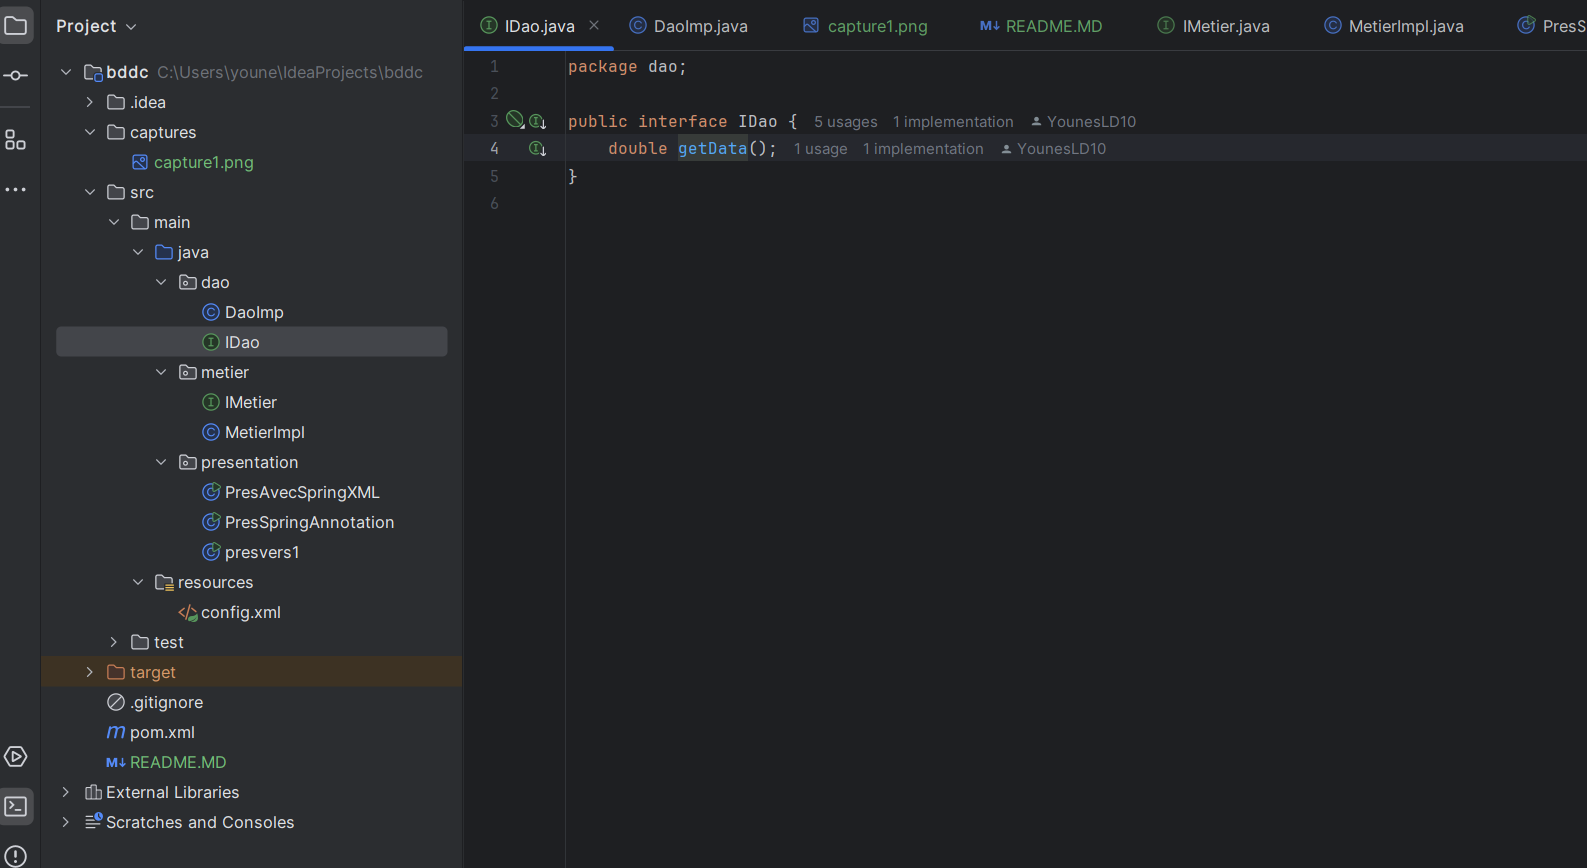 Project
bddc C:\Users\youne\IdeaProjects\bddc
.idea
captures
capture1.png
src
main
java
dao
DaoImp
IDao
metier
IMetier
MetierImpl
presentation
PresAvecSpringXML
PresSpringAnnotation
presvers1
resources
config.xml
test
target
.gitignore
pom.xml
README.MD
External Libraries
Scratches and Consoles
IDao.java DaoImp.java capture1.png README.MD IMetier.java MetierImpl.java PresS
1 package dao;
2
3 public interface IDao { 5 usages 1 implementation YounesLD10
4 double getData(); 1 usage 1 implementation YounesLD10
5 }
6